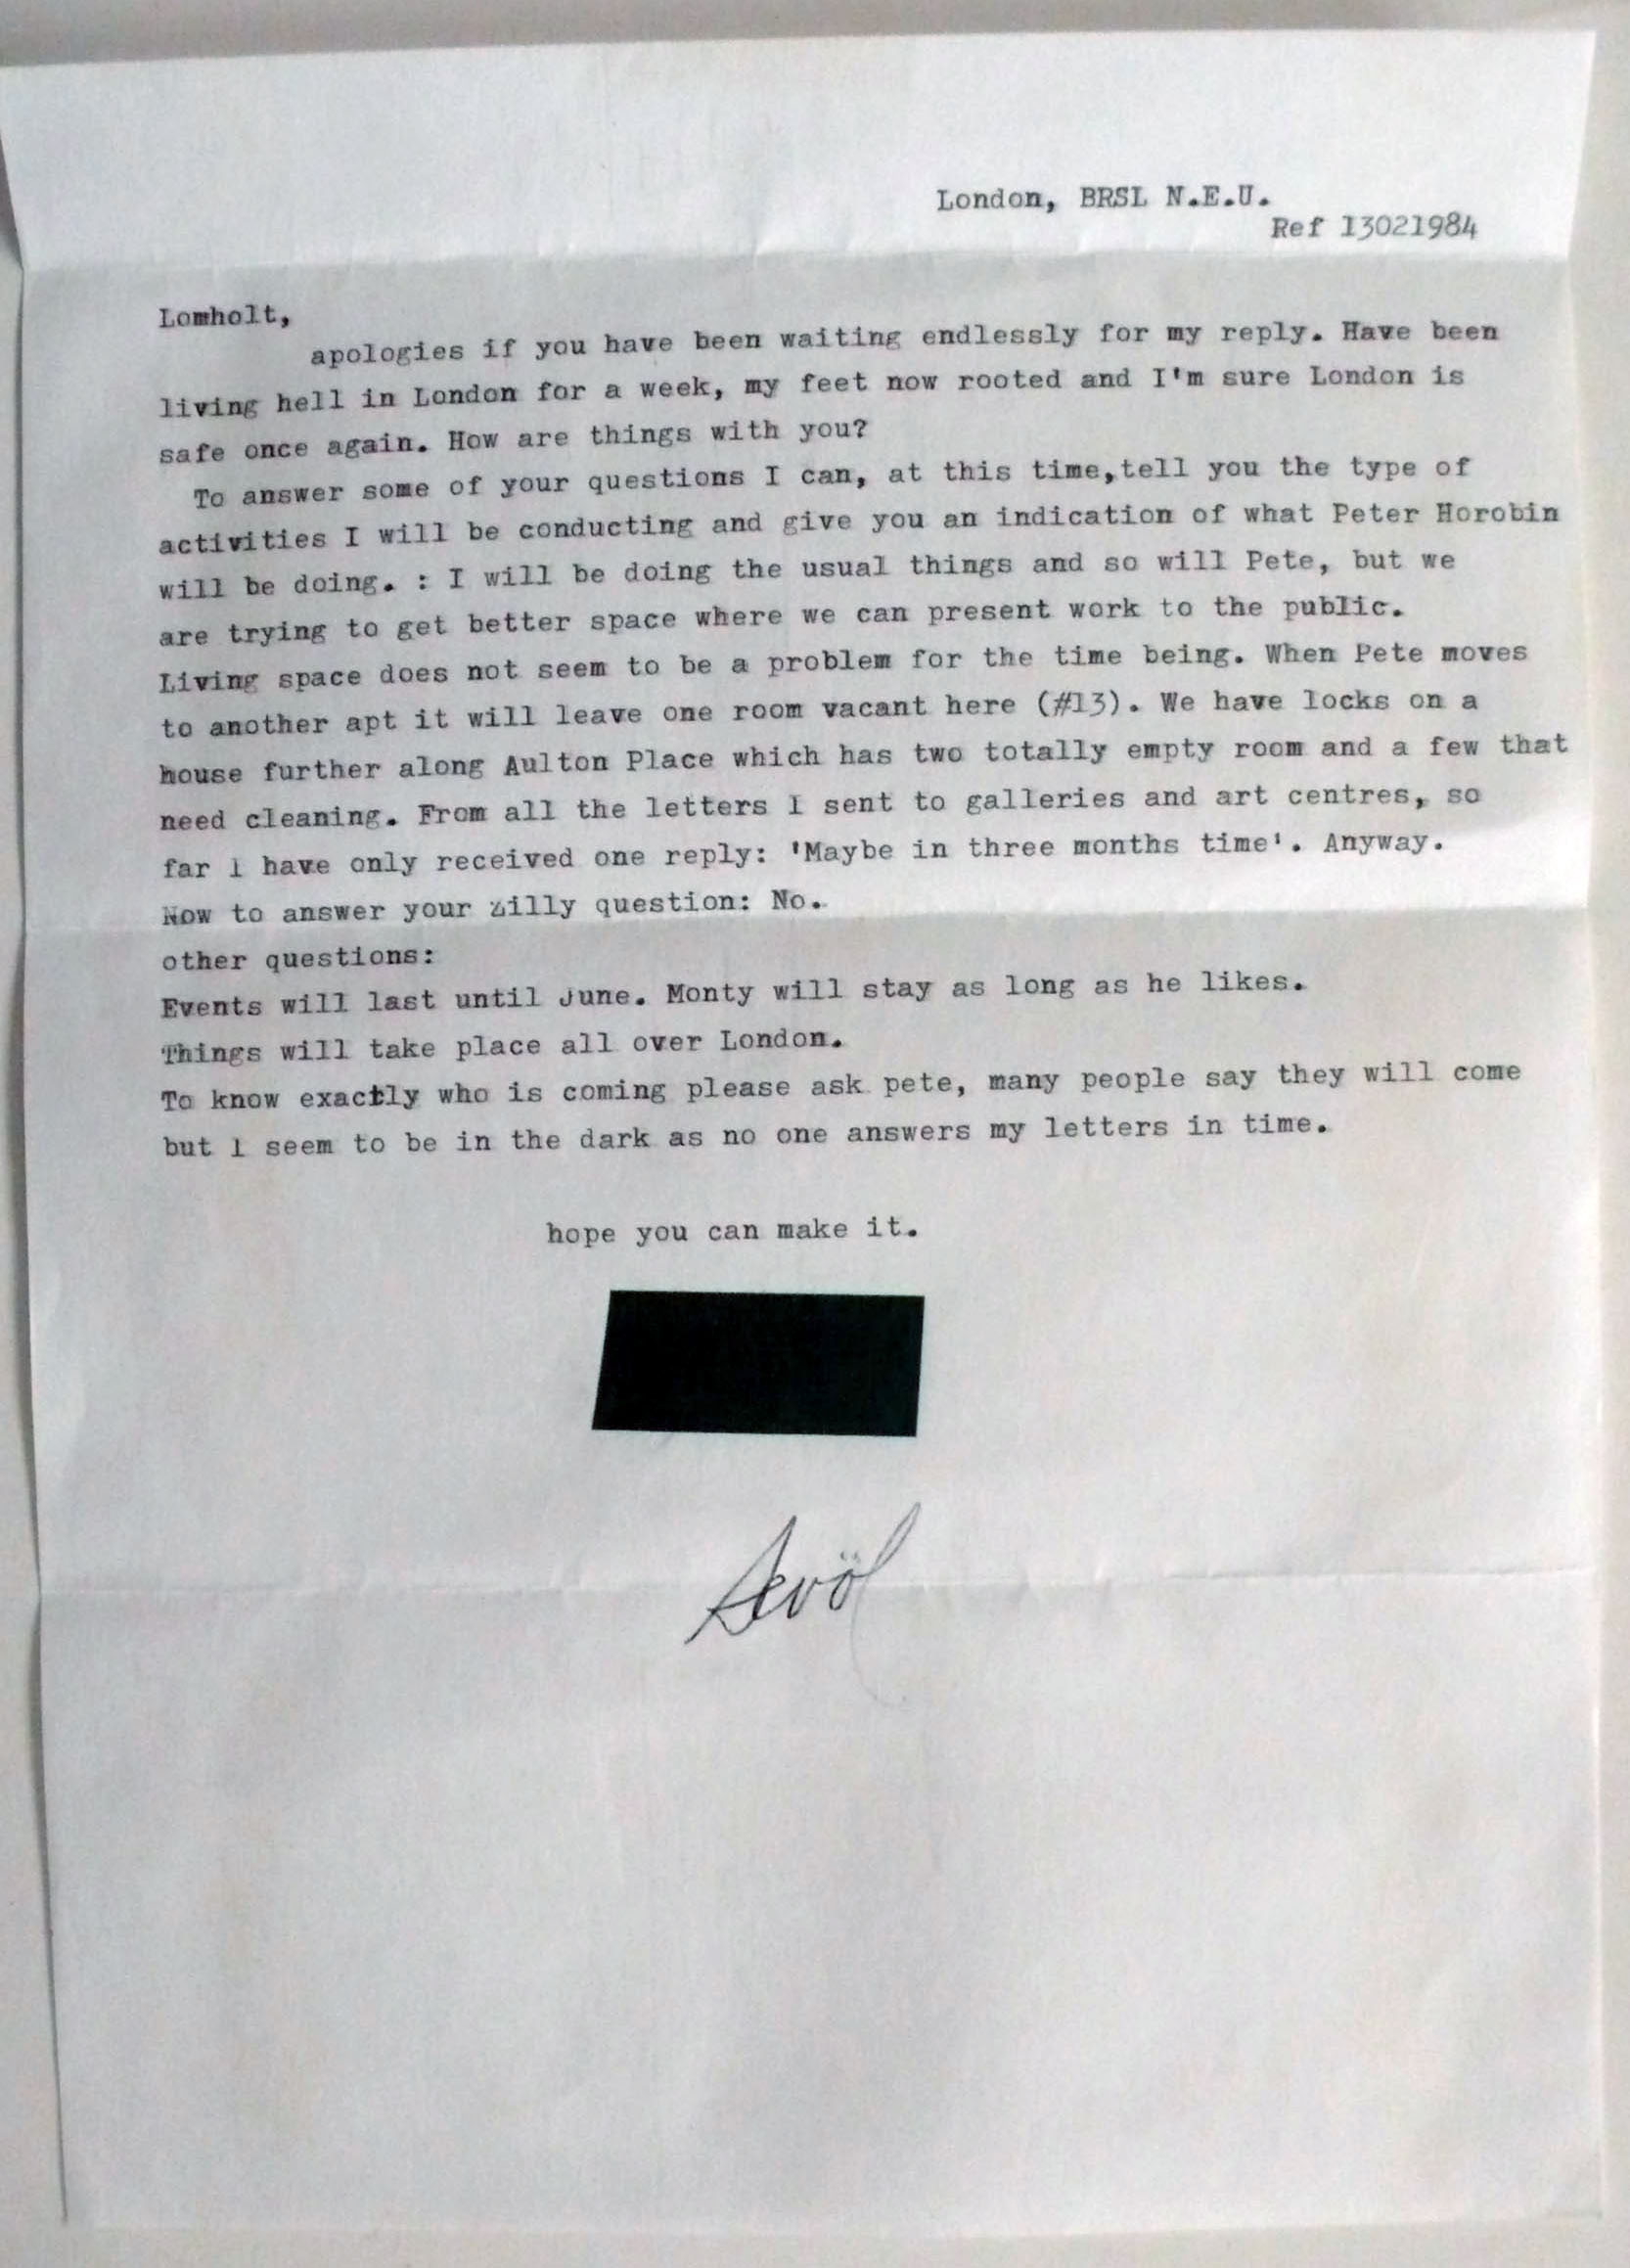 London, BRSL N.E.U.
Ref 13021984
Lomholt,
apologies if you have been waiting endlessly for my reply. Have been
living hell in London for a week, my feet now rooted and I'm sure London is
safe once again. How are things with you?
To answer some of your questions I can, at this time,tell you the type of
activities I will be conducting and give you an indication of what Peter Horobin
will be doing. : I will be doing the usual things and so will Pete, but we
are trying to get better space where we can present work to the public.
Living space does not seem to be a problem for the time being. When Pete moves
to another apt it will leave one room vacant here (#13). We have locks on a
house further along Aulton Place which has two totally empty room and a few that
need cleaning. From all the letters I sent to galleries and art centres, so
far I have only received one reply: 'Maybe in three months time'. Anyway.
Now to answer your zilly question: No.
other questions:
Events will last until June. Monty will stay as long as he likes.
Things will take place all over London.
To know exactly who is coming please ask pete, many people say they will come
but I seem to be in the dark as no one answers my letters in time.
hope you can make it.